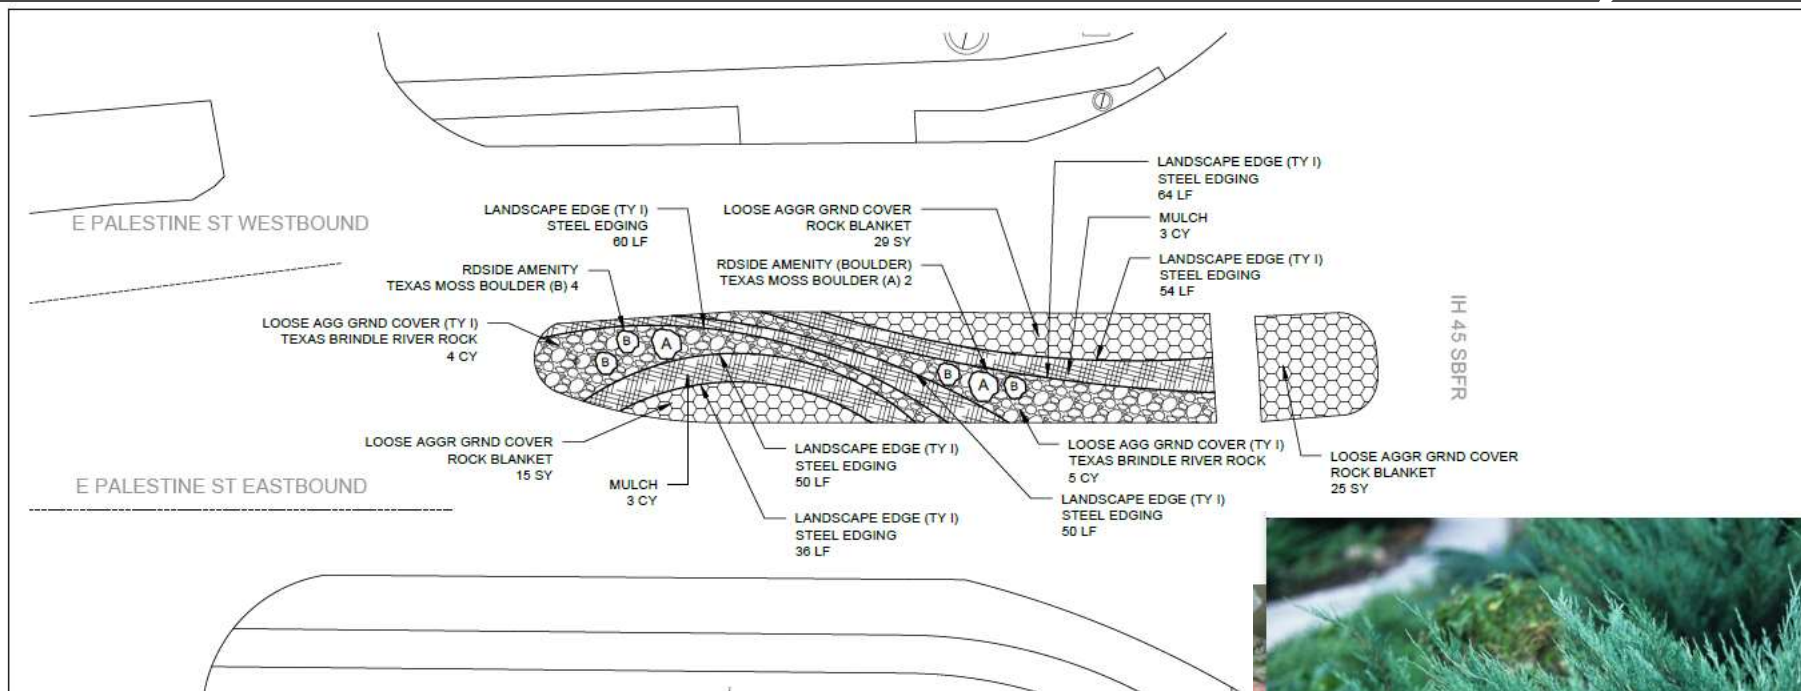 LANDSCAPE EDGE (TY I)
STEEL EDGING
64 LF
MULCH
3 CY
LANDSCAPE EDGE (TY I)
STEEL EDGING
54 LF
LANDSCAPE EDGE (TY I)
STEEL EDGING
60 LF
LOOSE AGGR GRND COVER
ROCK BLANKET
29 SY
E PALESTINE ST WESTBOUND
RDSIDE AMENITY
TEXAS MOSS BOULDER (B) 4
RDSIDE AMENITY (BOULDER)
TEXAS MOSS BOULDER (A) 2
LOOSE AGG GRND COVER (TY I)
TEXAS BRINDLE RIVER ROCK
4 CY
B
A
B
B
A
B
IH 45 SBFR
LOOSE AGGR GRND COVER
ROCK BLANKET
15 SY
MULCH
3 CY
LANDSCAPE EDGE (TY I)
STEEL EDGING
50 LF
LANDSCAPE EDGE (TY I)
STEEL EDGING
36 LF
LOOSE AGG GRND COVER (TY I)
TEXAS BRINDLE RIVER ROCK
5 CY
LANDSCAPE EDGE (TY I)
STEEL EDGING
50 LF
LOOSE AGGR GRND COVER
ROCK BLANKET
25 SY
E PALESTINE ST EASTBOUND